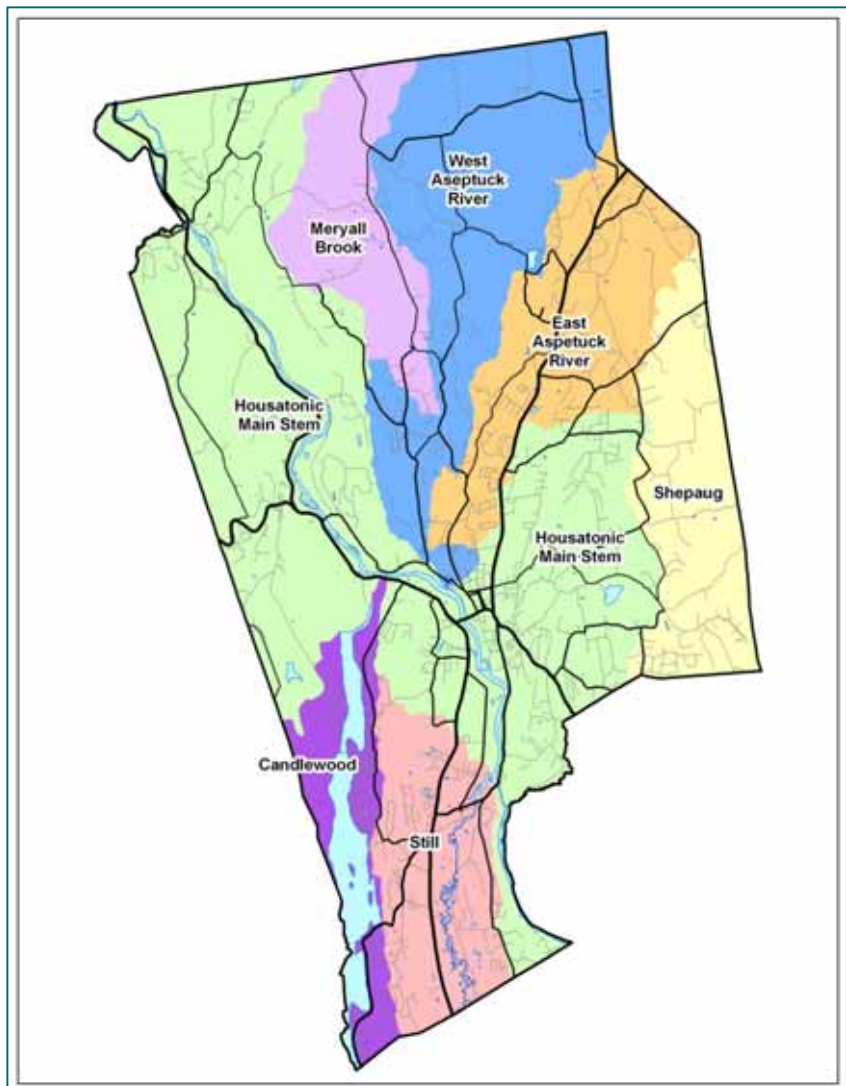 West
Aseptuck
River
Meryall
Brook
East
Aspetuck
River
Housatonic
Main Stem
Shepaug
Housatonic
Main Stem
Candlewood
Still